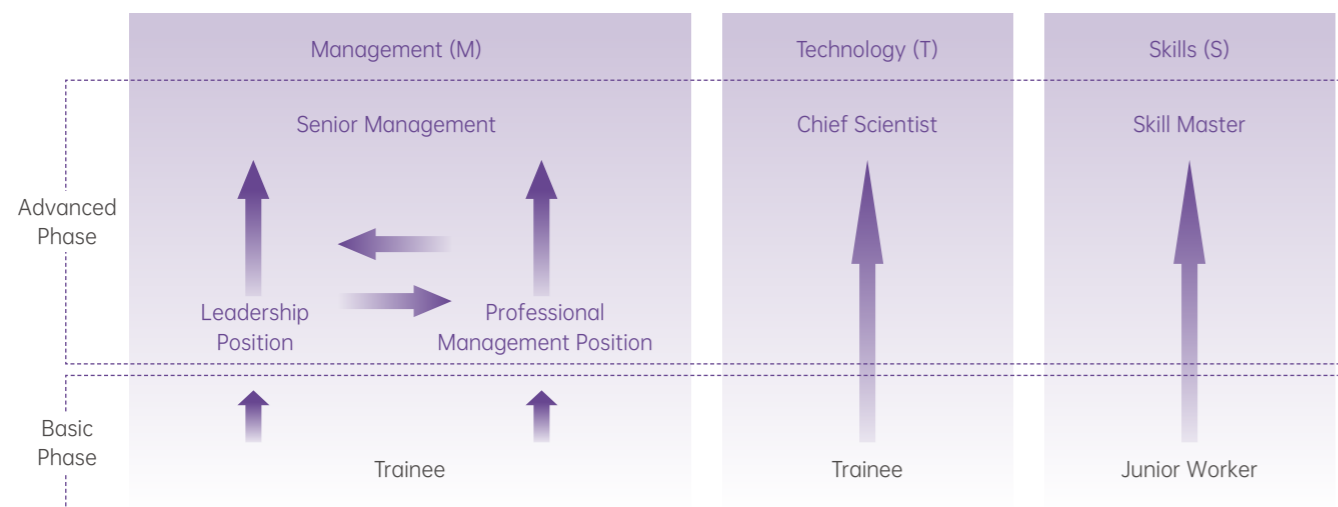 Management (M)
Technology (T)
Skills (S)
Senior Management
Chief Scientist
Skill Master
Advanced
Phase
Leadership
Position
Professional
Management Position
Basic
Phase
Trainee
Trainee
Junior Worker